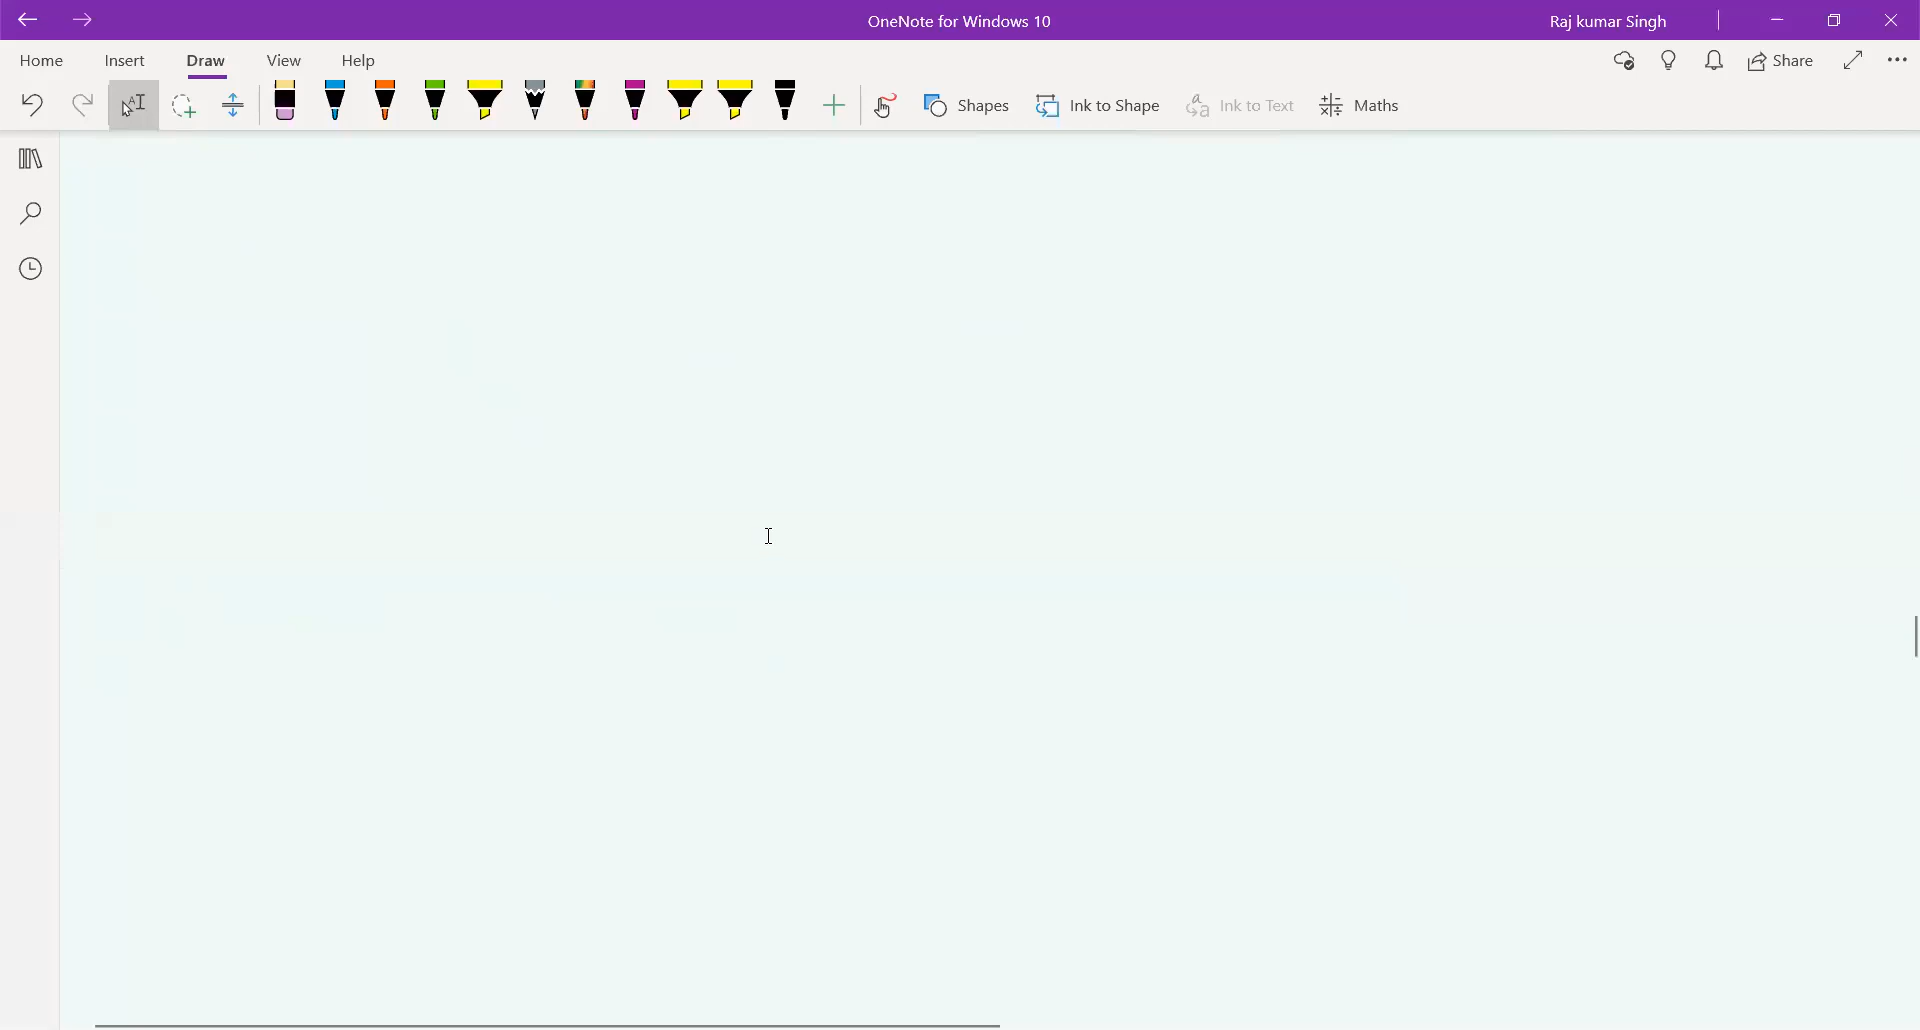 OneNote for Windows 10
Raj kumar Singh
Home
Insert
Draw
View
Help
Share
Shapes
Ink to Shape
Ink to Text
Maths